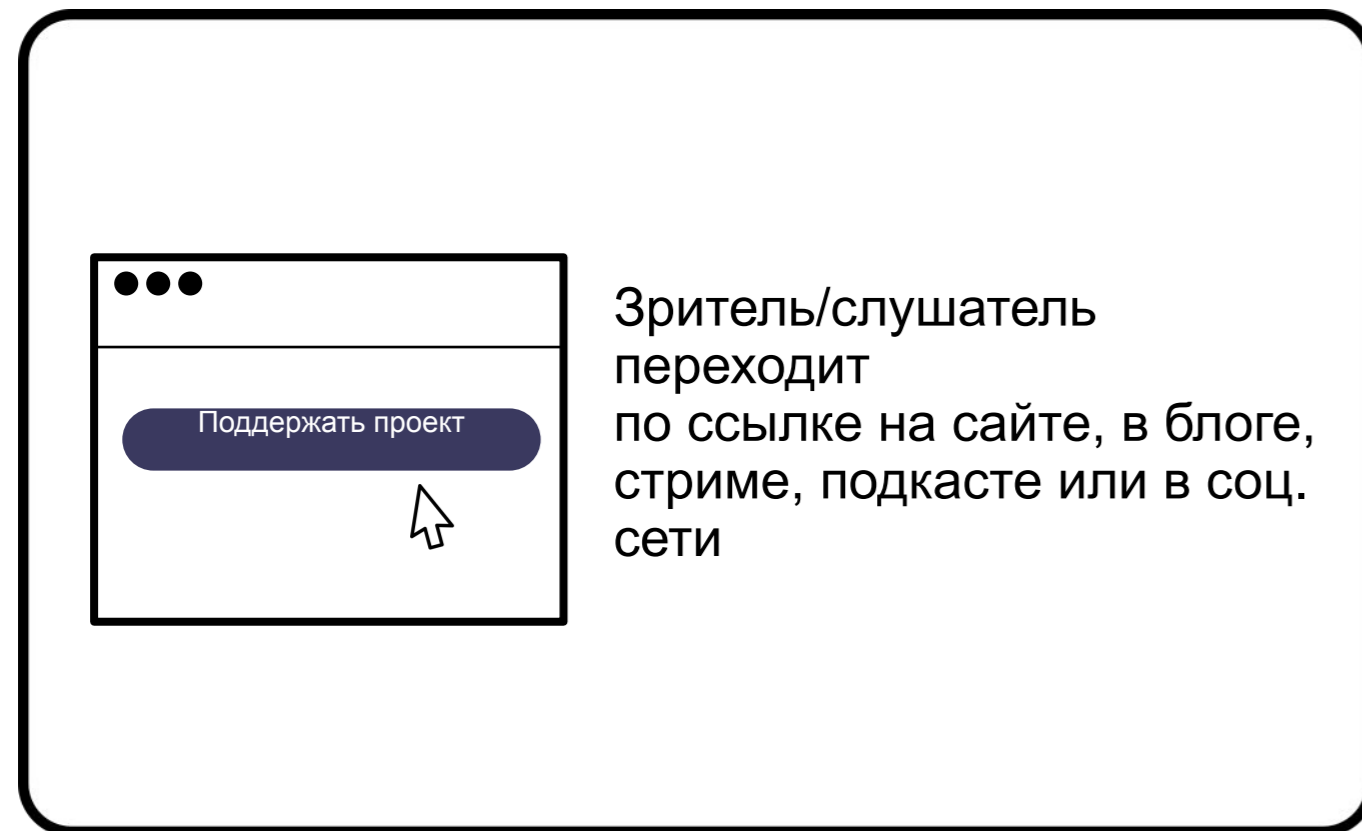 Поддержать проект
Зритель/слушатель
переходит
по ссылке на сайте, в блоге,
стриме, подкасте или в соц.
сети